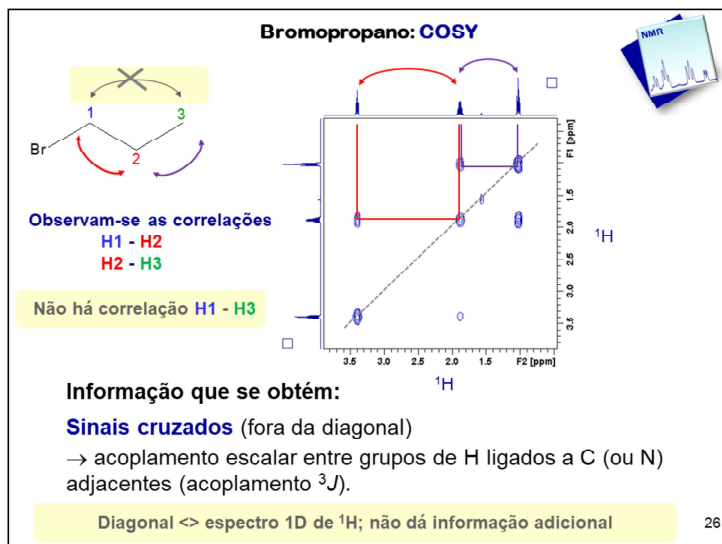 Bromopropano: COSY
NMR
1
3
Br
2
Observam-se as correlações
H1 - H2
H2 - H3
Não há correlação H1 - H3
F1 [ppm]
1.5
2.0
2.5
3.0
3.5
¹H
3.5 3.0 2.5 2.0 1.5 F2 [ppm]
¹H
Informação que se obtém:
Sinais cruzados (fora da diagonal)
→ acoplamento escalar entre grupos de H ligados a C (ou N)
adjacentes (acoplamento ³J).
Diagonal <> espectro 1D de ¹H; não dá informação adicional
26